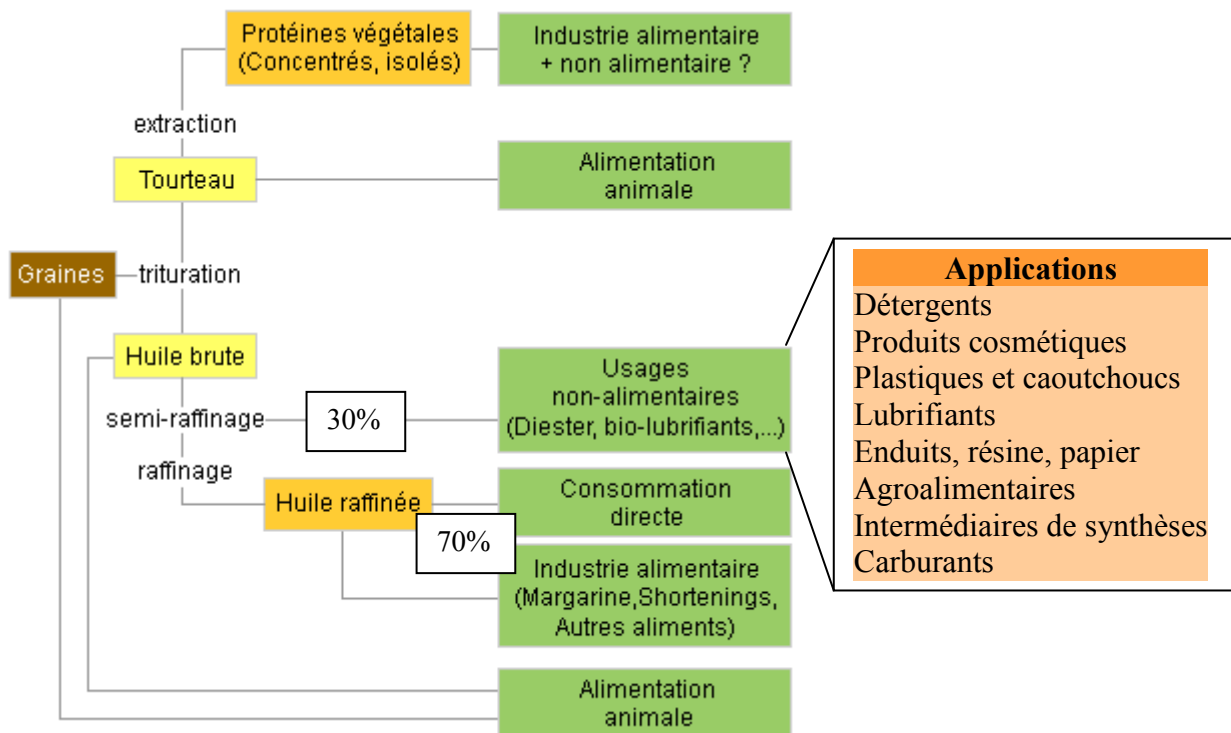 Protéines végétales
(Concentrés, isolés)
Industrie alimentaire
+ non alimentaire ?
extraction
Tourteau
Alimentation
animale
Graines
trituration
Huile brute
semi-raffinage
30%
Usages
non-alimentaires
(Diester, bio-lubrifiants,...)
raffinage
Huile raffinée
70%
Consommation
directe
Industrie alimentaire
(Margarine,Shortenings,
Autres aliments)
Alimentation
animale
Applications
Détergents
Produits cosmétiques
Plastiques et caoutchoucs
Lubrifiants
Enduits, résine, papier
Agroalimentaires
Intermédiaires de synthèses
Carburants